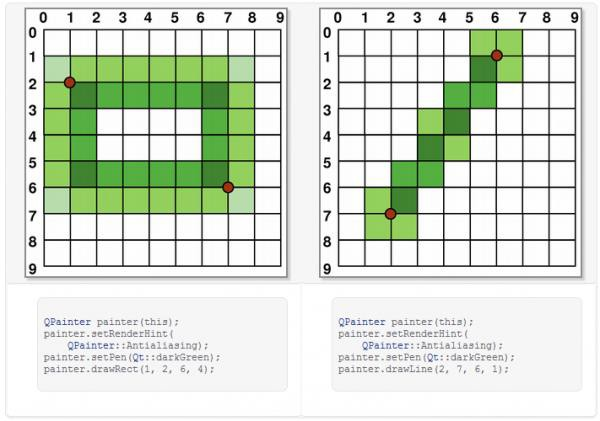 0 1 2 3 4 5 6 7 8 9
0
1
2
3
4
5
6
7
8
9
QPainter painter(this);
painter.setRenderHint(
QPainter::Antialiasing);
painter.setPen(Qt::darkGreen);
painter.drawRect(1, 2, 6, 4);
0 1 2 3 4 5 6 7 8 9
0
1
2
3
4
5
6
7
8
9
QPainter painter(this);
painter.setRenderHint(
QPainter::Antialiasing);
painter.setPen(Qt::darkGreen);
painter.drawLine(2, 7, 6, 1);